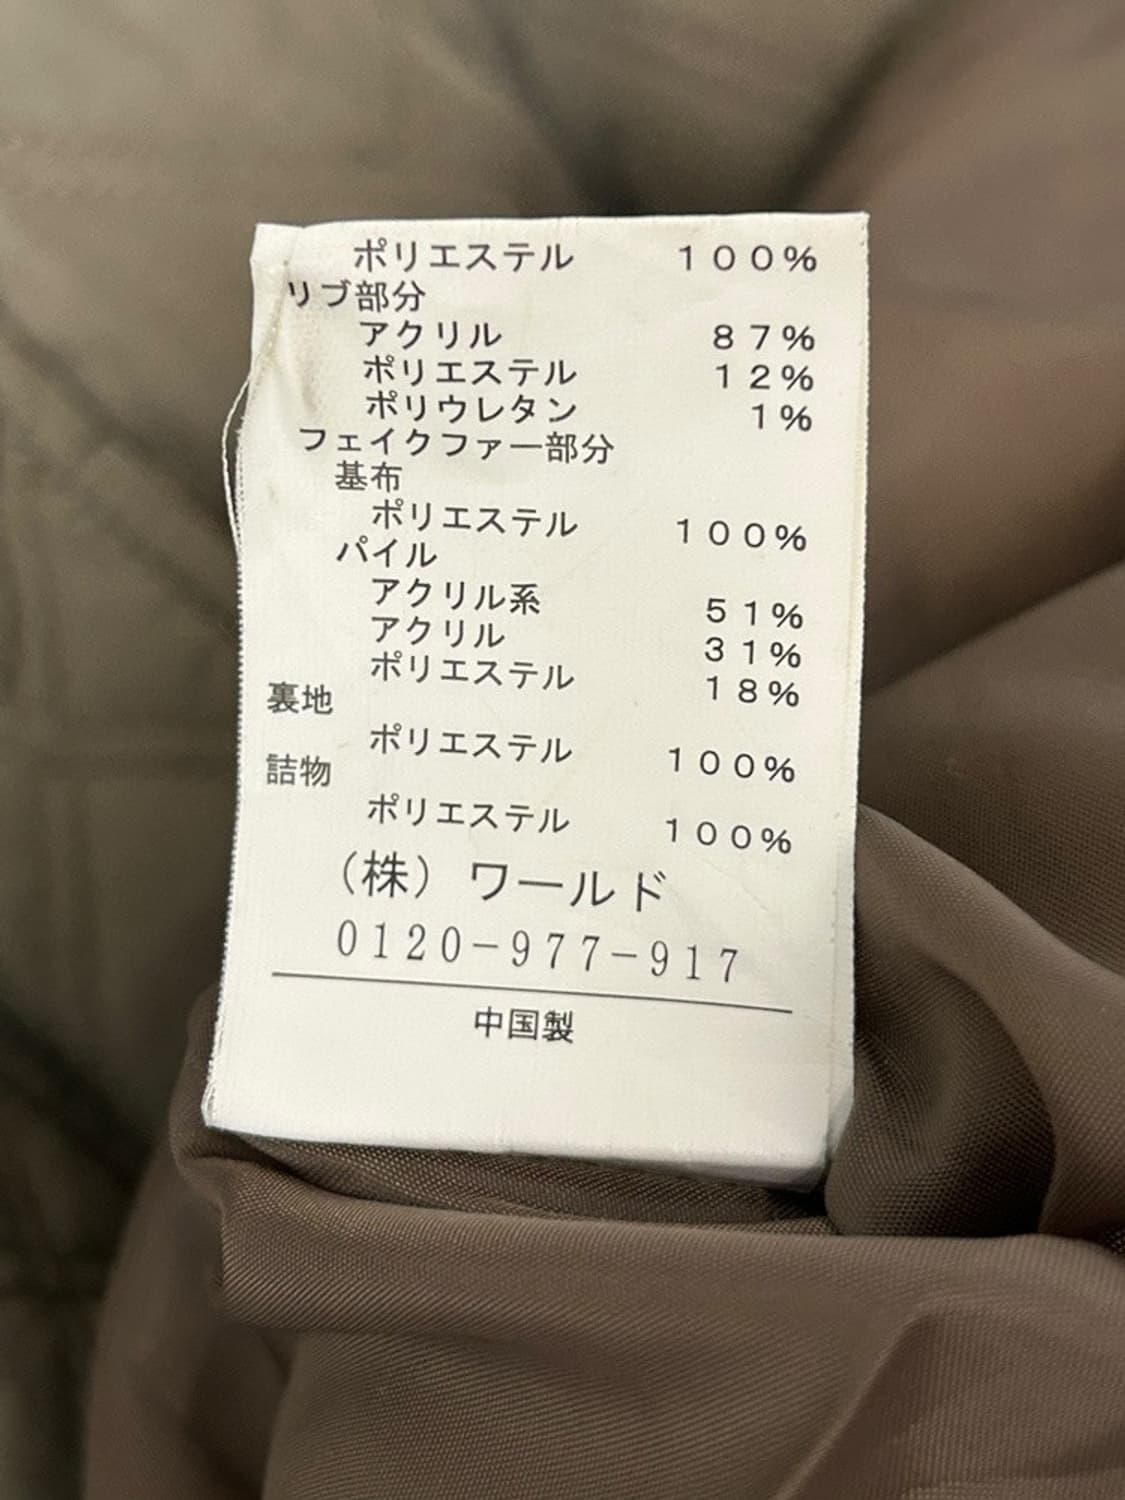 ポリエステル 100%
リブ部分
アクリル 87%
ポリエステル 12%
ポリウレタン 1%
フェイクファー部分
基布
ポリエステル 100%
パイル
アクリル系 51%
アクリル 31%
ポリエステル 18%
裏地
ポリエステル 100%
詰物
ポリエステル 100%
(株) ワールド
0120-977-917
中国製